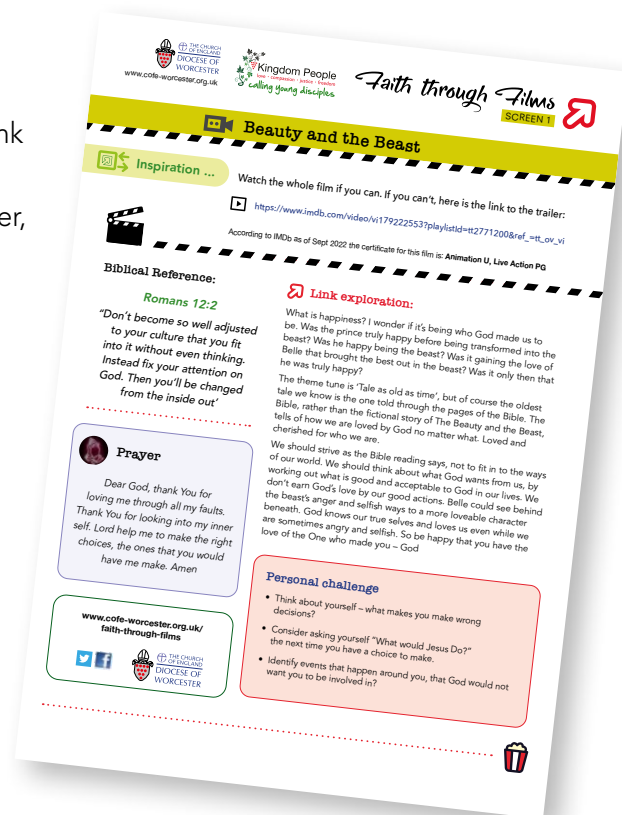 nk
er,
THE CHURCH
OF ENGLAND
DIOCESE OF
WORCESTER
www.cofe-worcester.org.uk
Kingdom People
love - compassion - justice - freedom
calling young disciples
Faith through Films
SCREEN 1
Beauty and the Beast
Inspiration ...
Watch the whole film if you can. If you can't, here is the link to the trailer:
https://www.imdb.com/video/vi179222553?playlistId=tt2771200&ref_=tt_ov_vi
According to IMDb as of Sept 2022 the certificate for this film is: Animation U, Live Action PG
Biblical Reference:
Romans 12:2
"Don't become so well adjusted
to your culture that you fit
into it without even thinking.
Instead fix your attention on
God. Then you'll be changed
from the inside out'
Prayer
Dear God, thank You for
loving me through all my faults.
Thank You for looking into my inner
self. Lord help me to make the right
choices, the ones that you would
have me make. Amen
www.cofe-worcester.org.uk/
faith-through-films
THE CHURCH
OF ENGLAND
DIOCESE OF
WORCESTER
Link exploration:
What is happiness? I wonder if it's being who God made us to
be. Was the prince truly happy before being transformed into the
beast? Was he happy being the beast? Was it gaining the love of
Belle that brought the best out in the beast? Was it only then that
he was truly happy?
The theme tune is 'Tale as old as time', but of course the oldest
tale we know is the one told through the pages of the Bible. The
Bible, rather than the fictional story of The Beauty and the Beast,
tells of how we are loved by God no matter what. Loved and
cherished for who we are.
We should strive as the Bible reading says, not to fit in to the ways
of our world. We should think about what God wants from us, by
working out what is good and acceptable to God in our lives. We
don't earn God's love by our good actions. Belle could see behind
the beast's anger and selfish ways to a more loveable character
beneath. God knows our true selves and loves us even while we
are sometimes angry and selfish. So be happy that you have the
love of the One who made you – God
Personal challenge
• Think about yourself – what makes you make wrong
decisions?
• Consider asking yourself "What would Jesus Do?"
the next time you have a choice to make.
• Identify events that happen around you, that God would not
want you to be involved in?